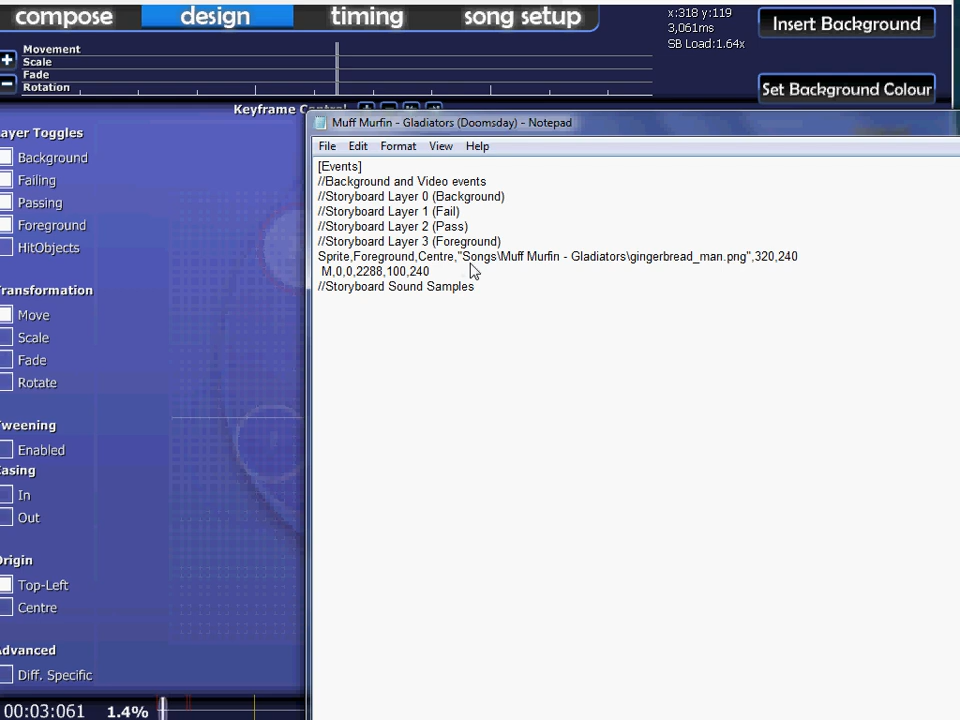 compose design timing song setup
x:318 y:119
3,061ms
SB Load:1.64x
Insert Background
Set Background Colour
Movement
Scale
Fade
Rotation
Keyframe Control
Muff Murfin - Gladiators (Doomsday) - Notepad
File Edit Format View Help
[Events]
//Background and Video events
//Storyboard Layer 0 (Background)
//Storyboard Layer 1 (Fail)
//Storyboard Layer 2 (Pass)
//Storyboard Layer 3 (Foreground)
Sprite,Foreground,Centre,"Songs\Muff Murfin - Gladiators\gingerbread_man.png",320,240
M,0,0,2288,100,240
//Storyboard Sound Samples
ayer Toggles
Background
Failing
Passing
Foreground
HitObjects
ransformation
Move
Scale
Fade
Rotate
weening
Enabled
asing
In
Out
rigin
Top-Left
Centre
dvanced
Diff. Specific
00:03:061 1.4%